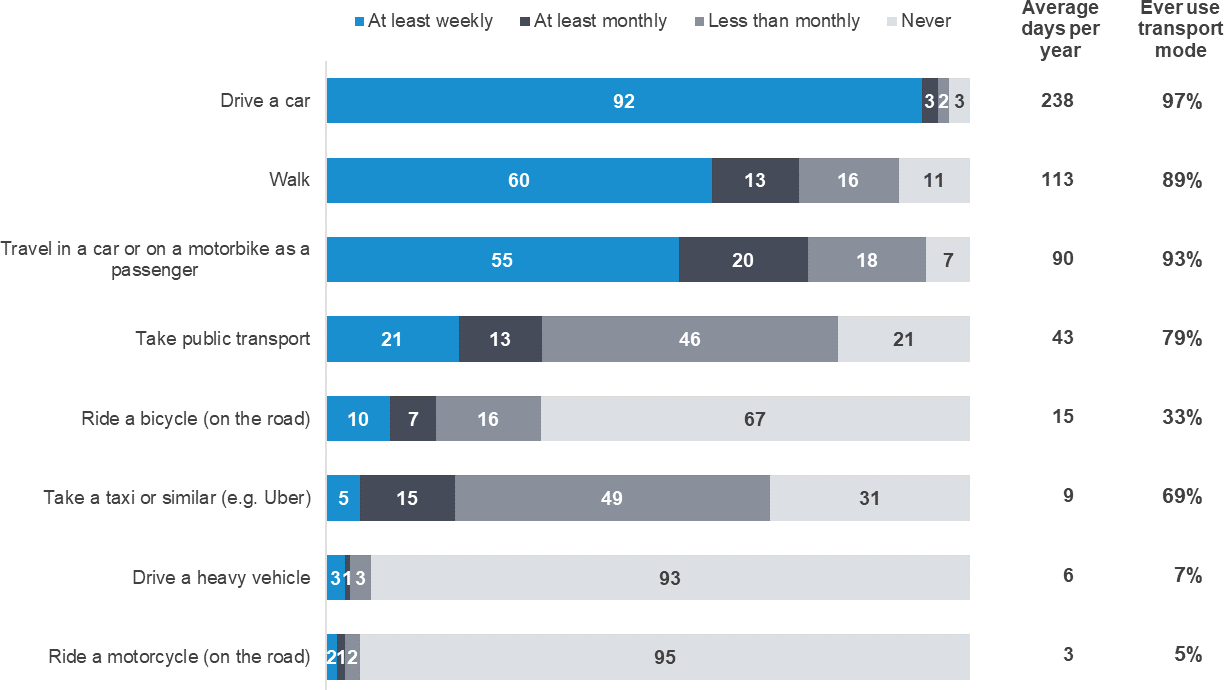 At least weekly At least monthly Less than monthly Never
Average days per year
Ever use transport mode
Drive a car 92 3 2 3 238 97%
Walk 60 13 16 11 113 89%
Travel in a car or on a motorbike as a passenger 55 20 18 7 90 93%
Take public transport 21 13 46 21 43 79%
Ride a bicycle (on the road) 10 7 16 67 15 33%
Take a taxi or similar (e.g. Uber) 5 15 49 31 9 69%
Drive a heavy vehicle 3 1 3 93 6 7%
Ride a motorcycle (on the road) 2 1 2 95 3 5%